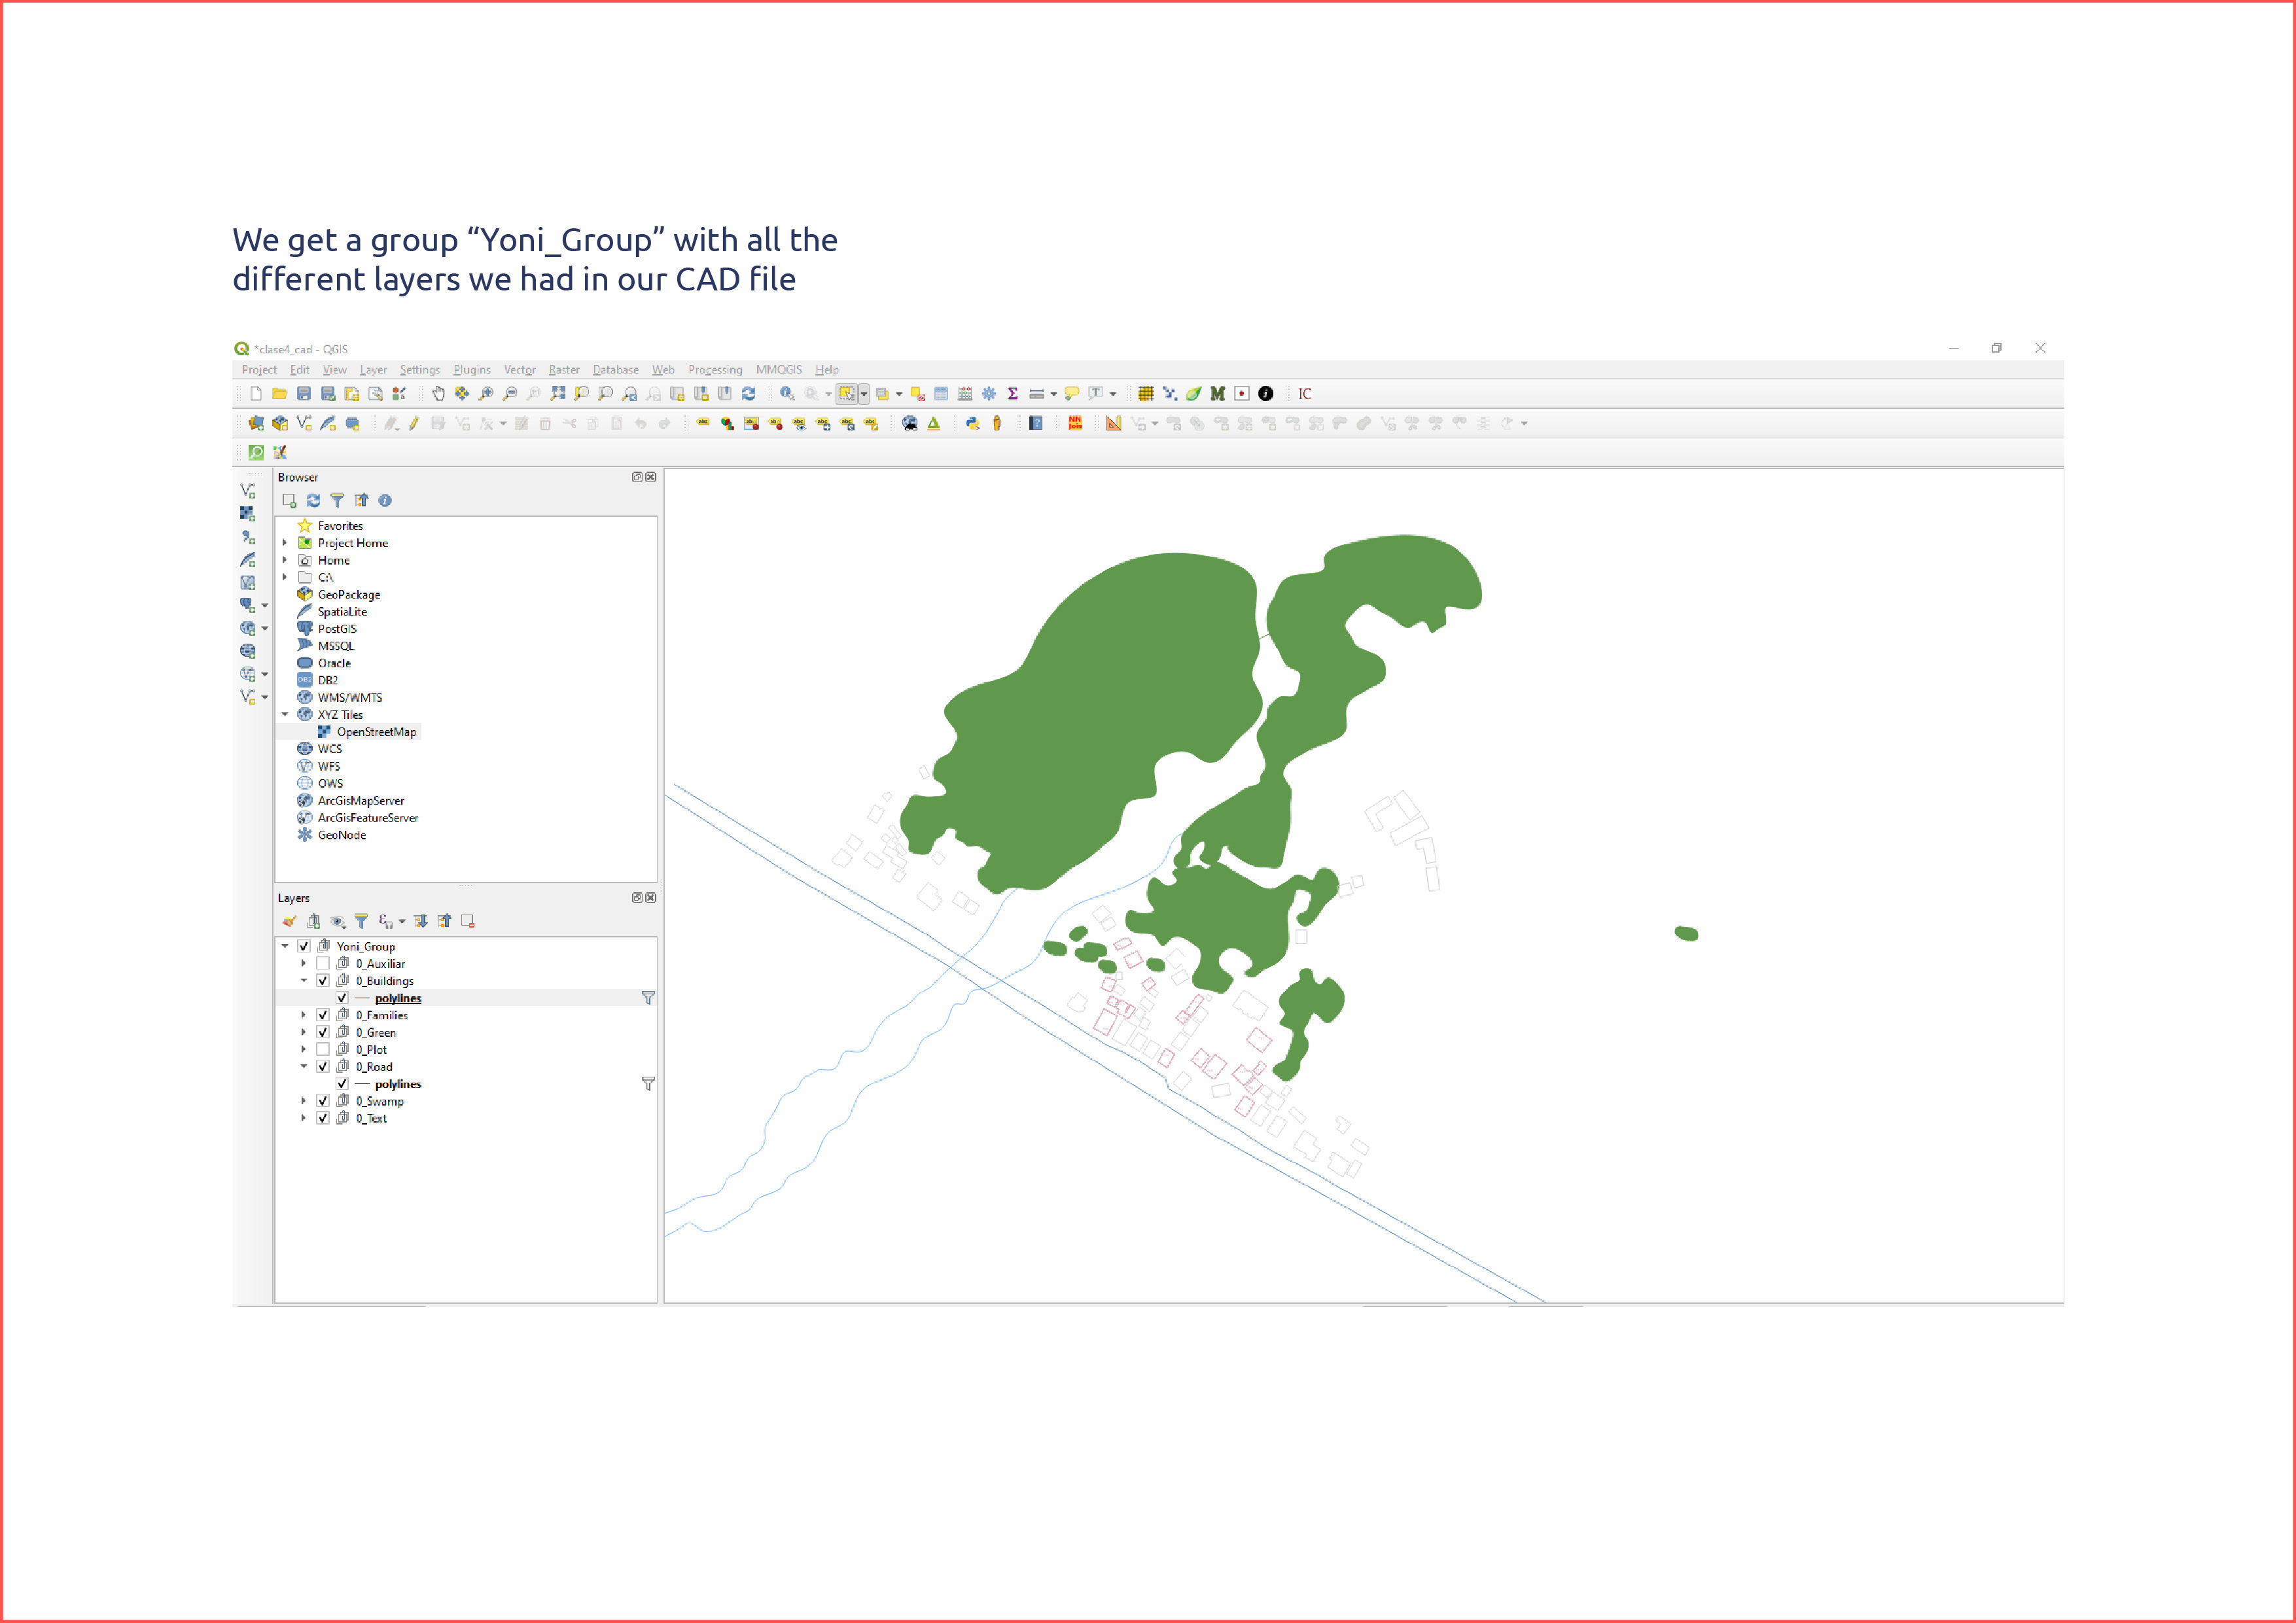 We get a group “Yoni_Group” with all the
different layers we had in our CAD file
*clase4_cad - QGIS
Project Edit View Layer Settings Plugins Vector Raster Database Web Processing MMQGIS Help
IC
Browser
Favorites
Project Home
Home
C:\
GeoPackage
SpatiaLite
PostGIS
MSSQL
Oracle
DB2
WMS/WMTS
XYZ Tiles
OpenStreetMap
WCS
WFS
OWS
ArcGisMapServer
ArcGisFeatureServer
GeoNode
Layers
Yoni_Group
0_Auxiliar
0_Buildings
polylines
0_Families
0_Green
0_Plot
0_Road
polylines
0_Swamp
0_Text